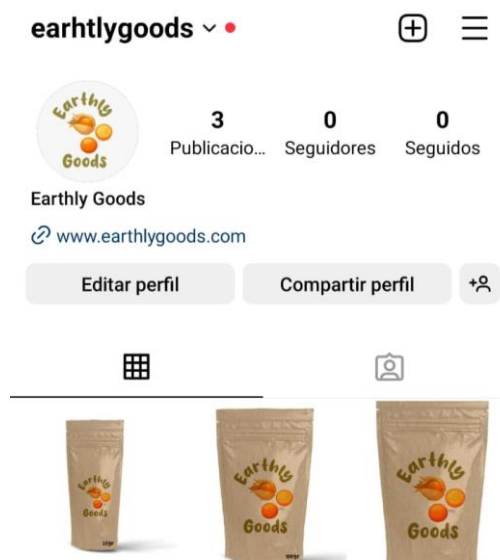 earhtlygoods
Earthly
Goods
3
Publicacio...
0
Seguidores
0
Seguidos
Earthly Goods
www.earthlygoods.com
Editar perfil
Compartir perfil
Earthly
Goods
Earthly
Goods
Earthly
Goods